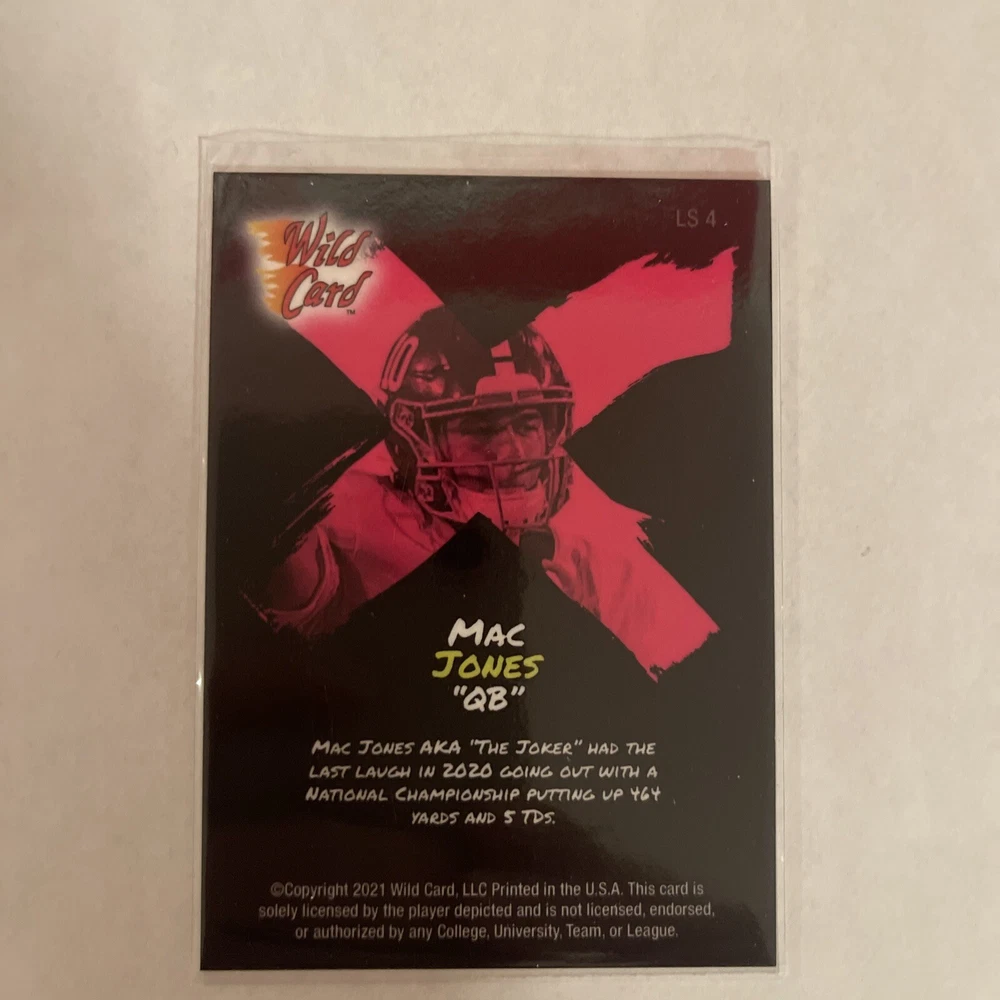 Wild
Card
™
LS 4
10
MAC
JONES
"QB"
MAC JONES AKA "THE JOKER" HAD THE
LAST LAUGH IN 2020 GOING OUT WITH A
NATIONAL CHAMPIONSHIP PUTTING UP 464
YARDS AND 5 TDS.
©Copyright 2021 Wild Card, LLC Printed in the U.S.A. This card is
solely licensed by the player depicted and is not licensed, endorsed,
or authorized by any College, University, Team, or League.